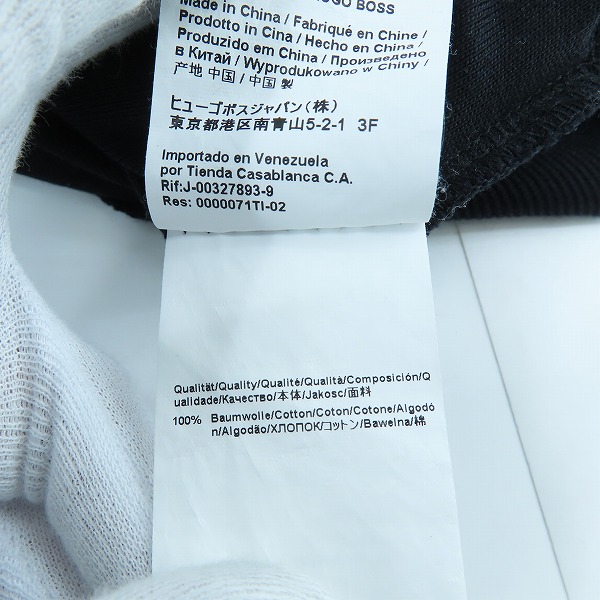 HUGO BOSS
Made in China / Fabriqué en Chine /
Prodotto in Cina / Hecho en China /
Produzido em China / Произведено
в Китай / Wyprodukowano w Chiny /
产地 中国 / 中国 製
ヒューゴボスジャパン(株)
東京都港区南青山5-2-1 3F
Importado en Venezuela
por Tienda Casablanca C.A.
Rif:J-00327893-9
Res: 0000071TI-02
Qualität/Quality/Qualité/Qualità/Composición/Q
ualidade/Качество/本体/Jakosc/面料
100% Baumwolle/Cotton/Coton/Cotone/Algodó
n/Algodão/ХЛОПОК/コットン/Bawelna/棉